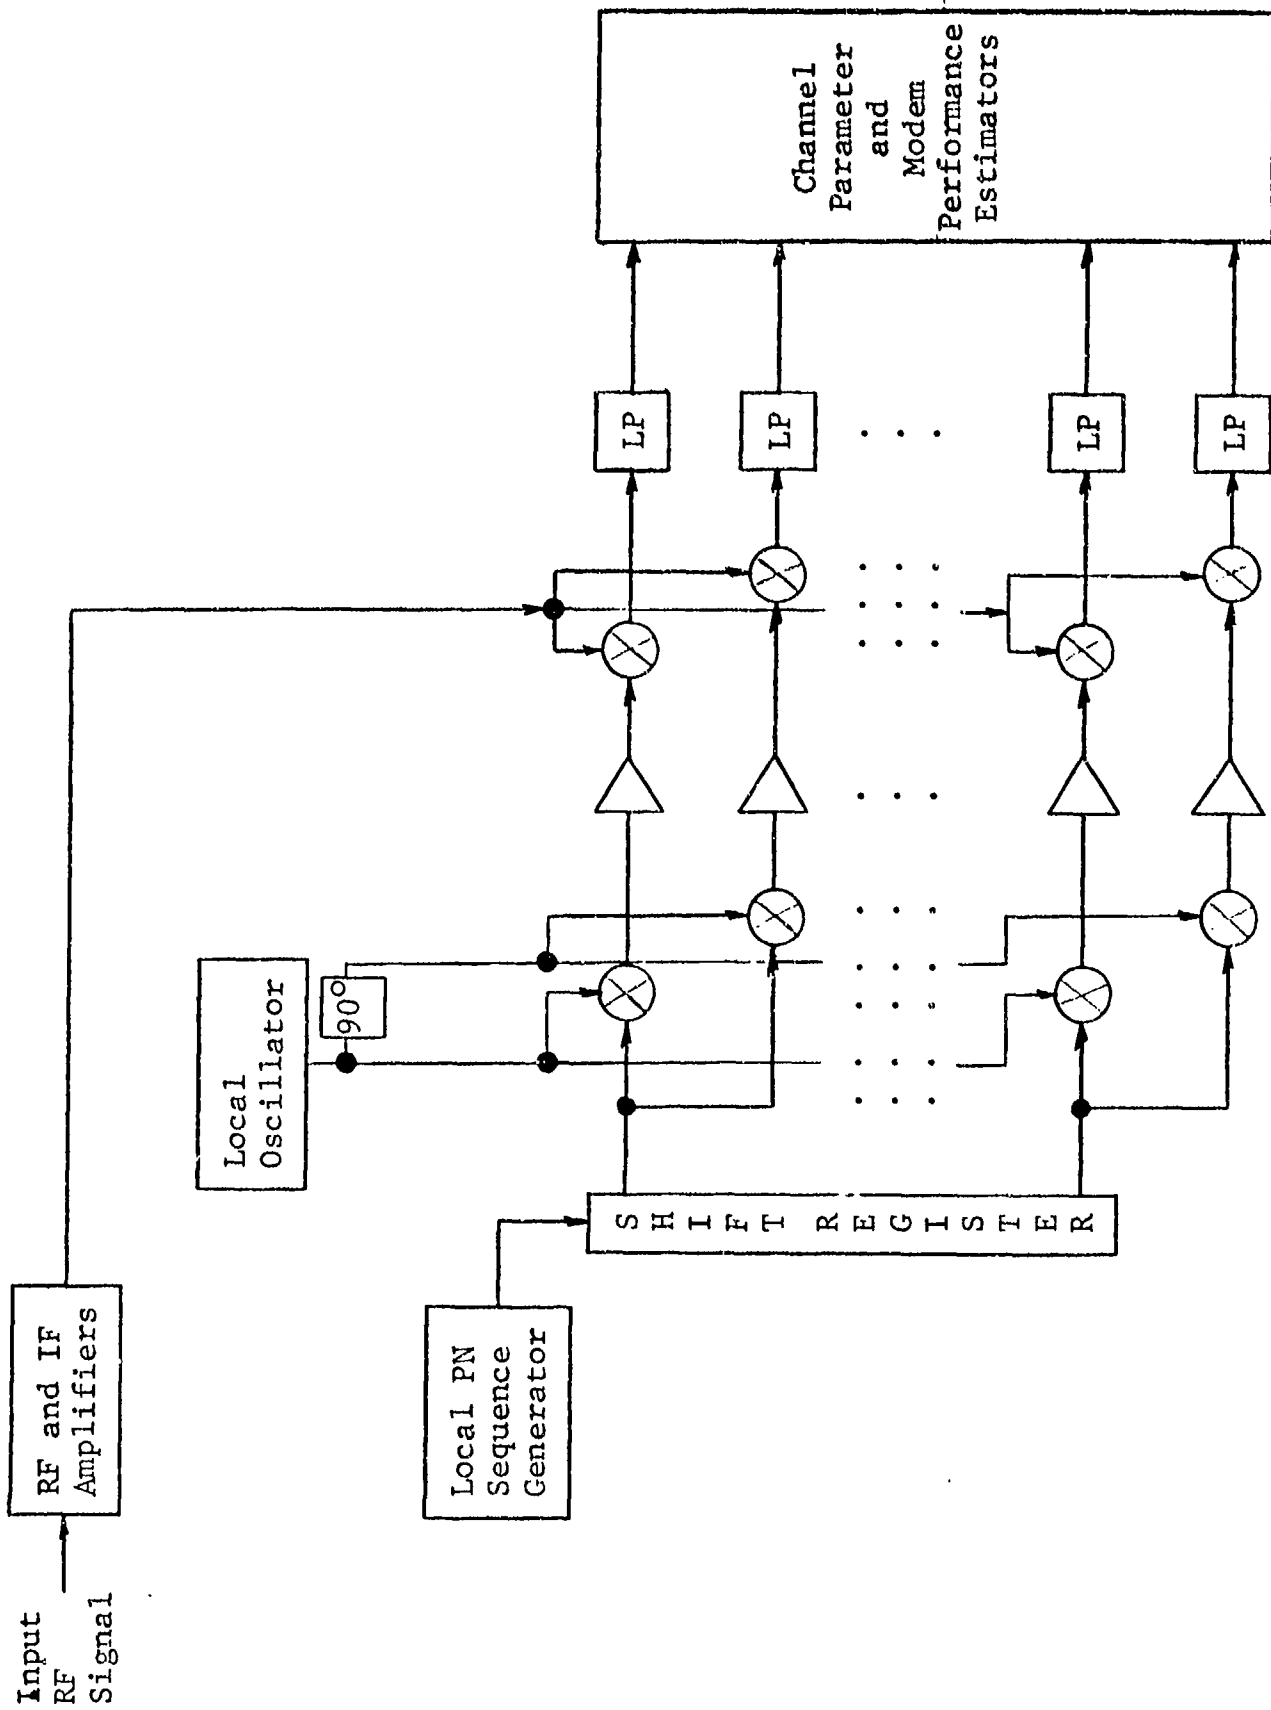 Input
RF
Signal
RF and IF
Amplifiers
Local
Oscillator
90°
Local PN
Sequence
Generator
SHIFT REGISTER
LP
LP
LP
LP
Channel
Parameter
and
Modem
Performance
Estimators